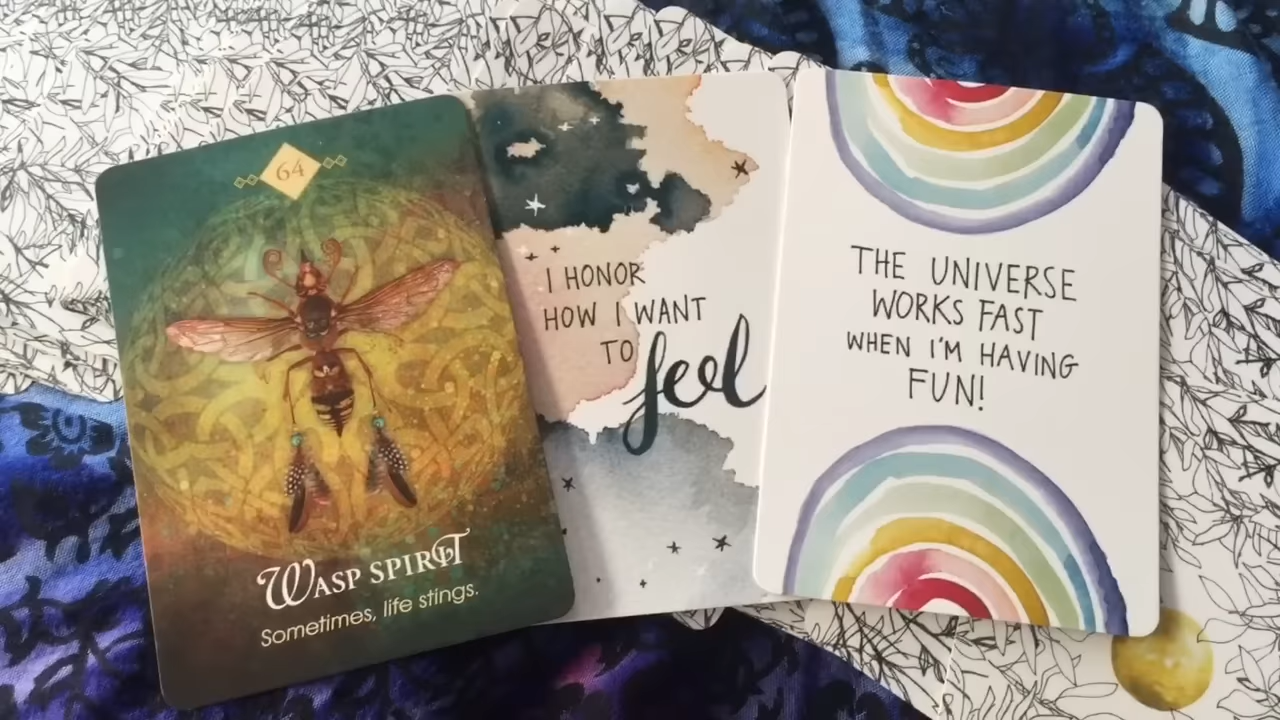 64
WASP SPIRIT
Sometimes, life stings.
I HONOR
HOW I WANT
TO feel
THE UNIVERSE
WORKS FAST
WHEN I'M HAVING
FUN!